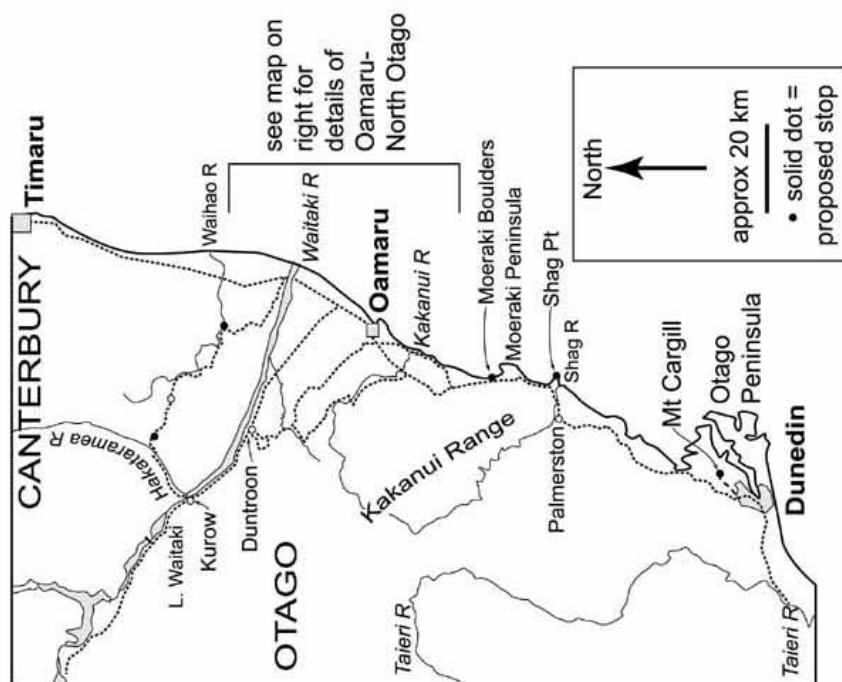 CANTERBURY
Timaru
Hakataramea R
Waihao R
see map on
right for
details of
Oamaru-
North Otago
Waitaki R
L. Waitaki
Kurow
Duntroon
Oamaru
Kakanui R
OTAGO
Kakanui Range
Moeraki Boulders
Moeraki Peninsula
Shag Pt
Shag R
Palmerston
Taieri R
Mt Cargill
Otago
Peninsula
Dunedin
Taieri R
North
approx 20 km
• solid dot =
proposed stop